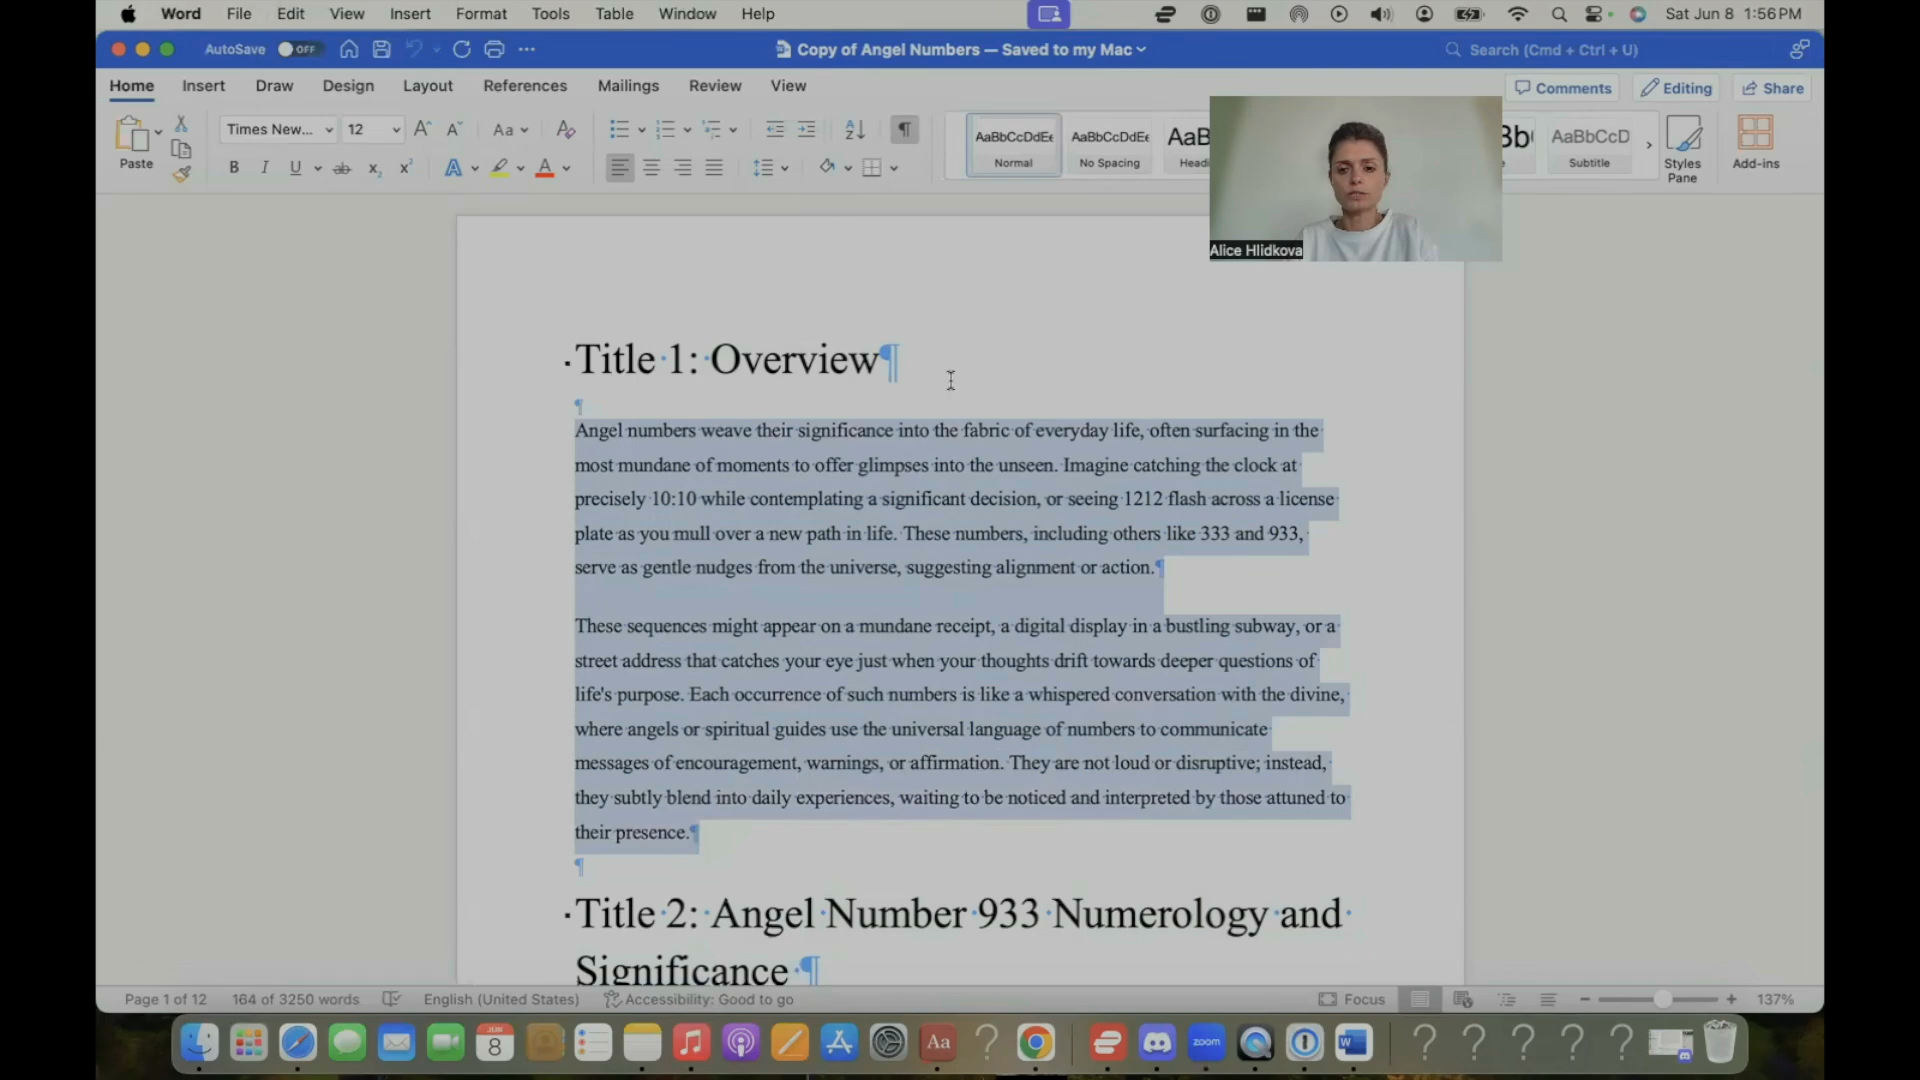 Word File Edit View Insert Format Tools Table Window Help Sat Jun 8 1:56 PM
AutoSave OFF Copy of Angel Numbers — Saved to my Mac Search (Cmd + Ctrl + U)
Home Insert Draw Design Layout References Mailings Review View Comments Editing Share
Paste Times New... 12 Aa AaBbCcDdEe AaBbCcDdEe AaB AaBbCcD
Normal No Spacing Headi Subtitle Styles Pane Add-ins
Alice Hlidkova
Title 1: Overview¶
¶
Angel numbers weave their significance into the fabric of everyday life, often surfacing in the
most mundane of moments to offer glimpses into the unseen. Imagine catching the clock at
precisely 10:10 while contemplating a significant decision, or seeing 1212 flash across a license
plate as you mull over a new path in life. These numbers, including others like 333 and 933,
serve as gentle nudges from the universe, suggesting alignment or action.¶
These sequences might appear on a mundane receipt, a digital display in a bustling subway, or a
street address that catches your eye just when your thoughts drift towards deeper questions of
life's purpose. Each occurrence of such numbers is like a whispered conversation with the divine,
where angels or spiritual guides use the universal language of numbers to communicate
messages of encouragement, warnings, or affirmation. They are not loud or disruptive; instead,
they subtly blend into daily experiences, waiting to be noticed and interpreted by those attuned to
their presence.¶
¶
Title 2: Angel Number 933 Numerology and
Significance ¶
Page 1 of 12 164 of 3250 words English (United States) Accessibility: Good to go Focus 137%
JUN
8
Aa
zoom